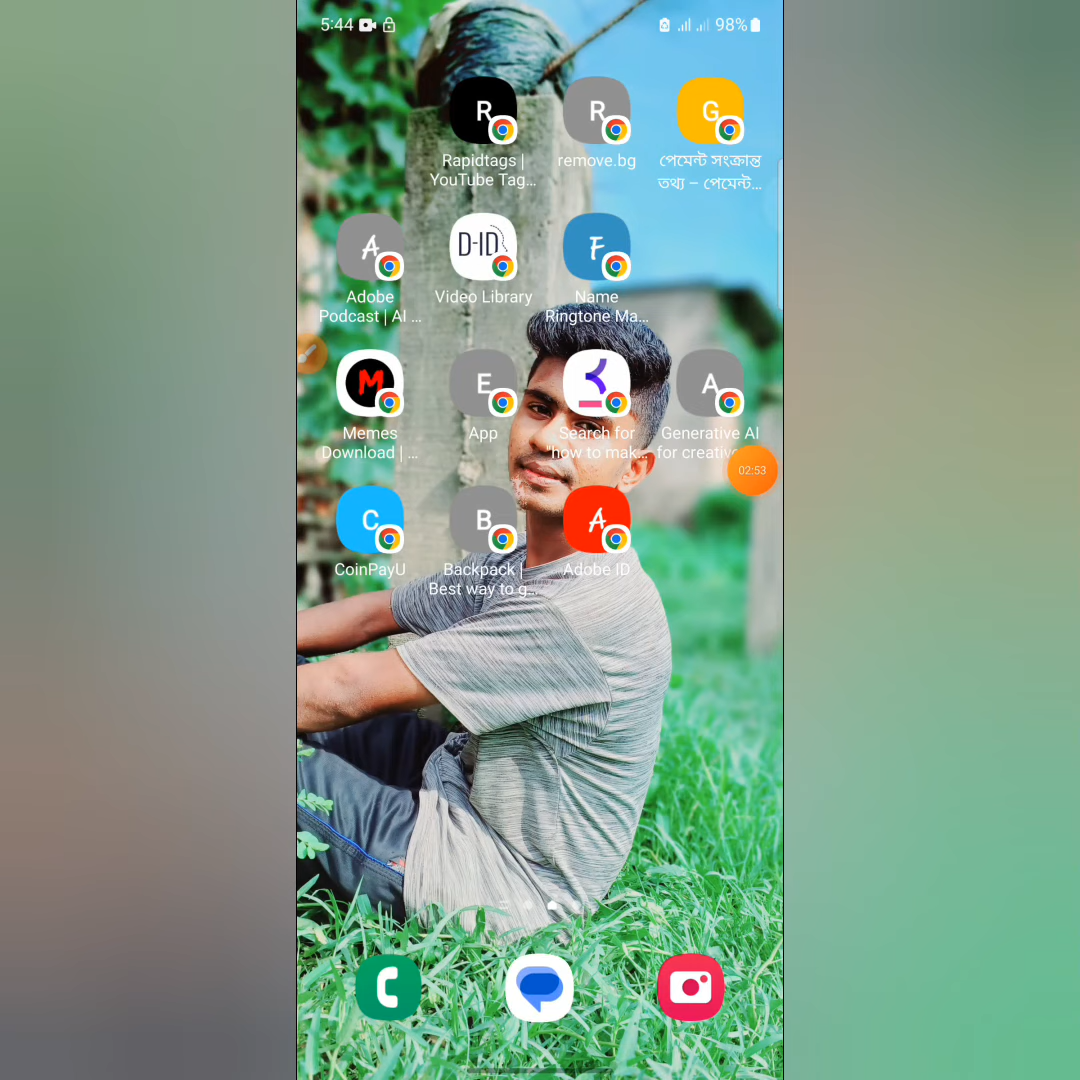 5:44
98%
R
R
G
Rapidtags |
YouTube Tag...
remove.bg
পেমেন্ট সংক্রান্ত
তথ্য – পেমেন্ট...
A
D-ID
F
Adobe
Podcast | AI ...
Video Library
Name
Ringtone Ma...
M
E
A
Memes
Download | ...
App
Search for
"how to mak...
Generative AI
for creativ
02:53
C
B
A
CoinPayU
Backpack |
Best way to g...
Adobe ID